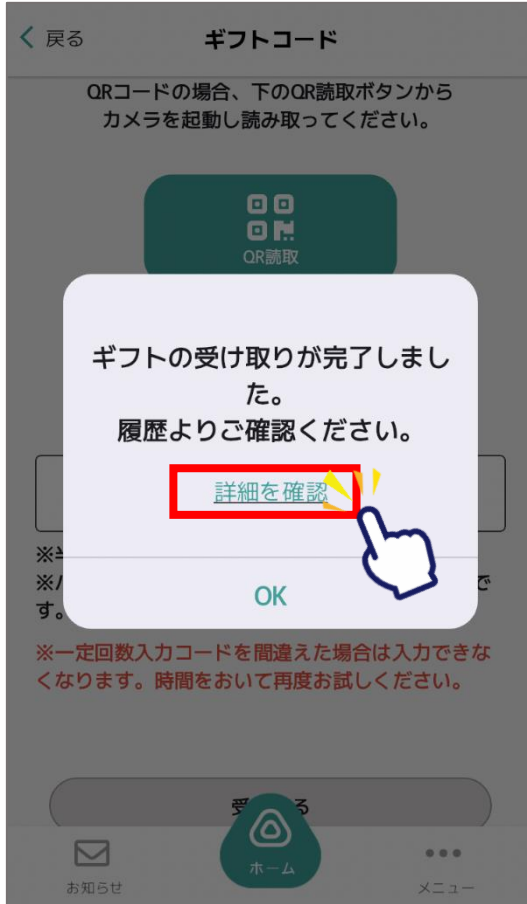 戻る
ギフトコード
QRコードの場合、下のQR読取ボタンから
カメラを起動し読み取ってください。
QR読取
ギフトの受け取りが完了しまし
た。
履歴よりご確認ください。
詳細を確認
OK
※
※
で
す。
※一定回数入力コードを間違えた場合は入力できな
くなります。時間をおいて再度お試しください。
受
る
ホーム
お知らせ
メニュー